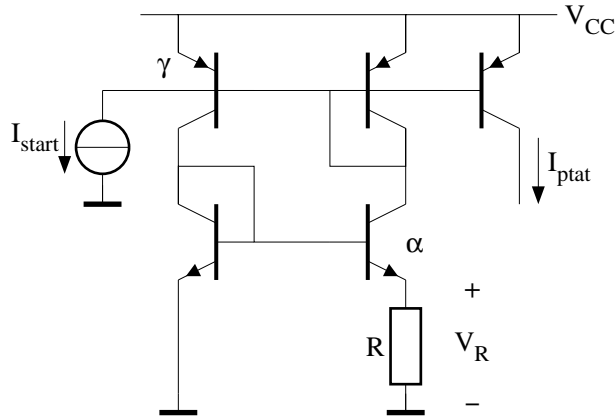 V_CC
γ
I_start
I_ptat
α
+
R
V_R
−